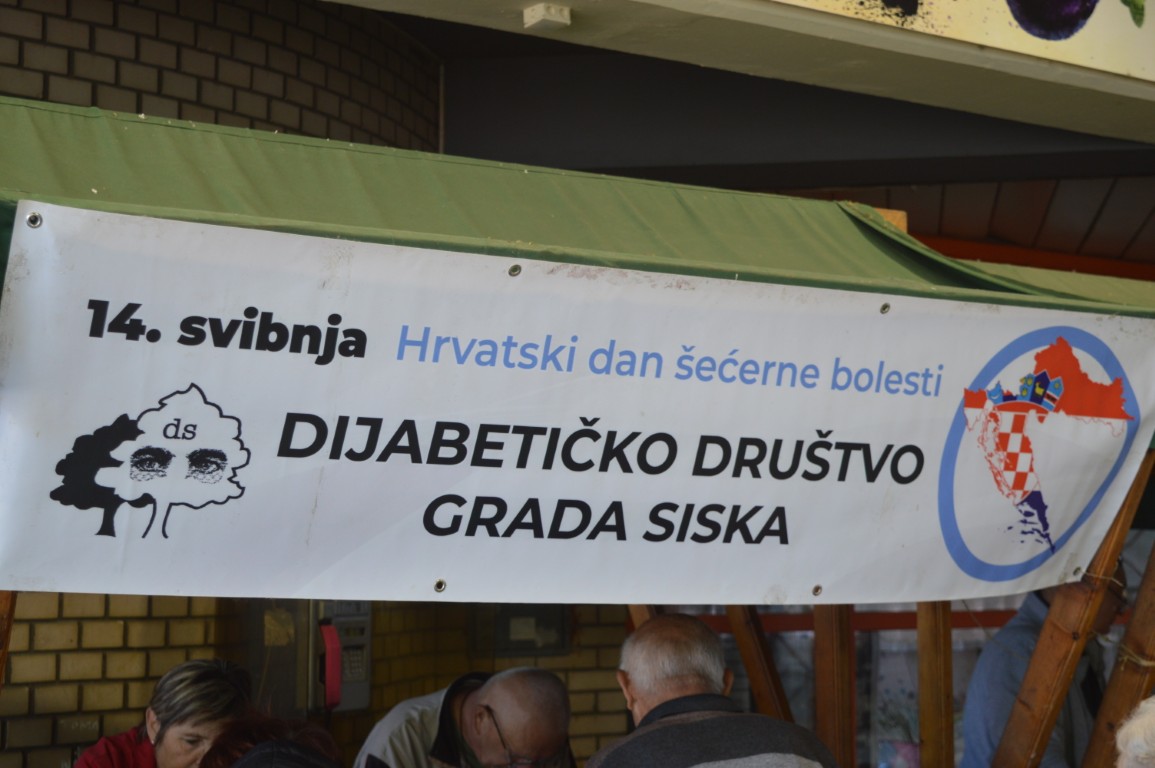 14. svibnja Hrvatski dan šećerne bolesti
ds
DIJABETIČKO DRUŠTVO
GRADA SISKA